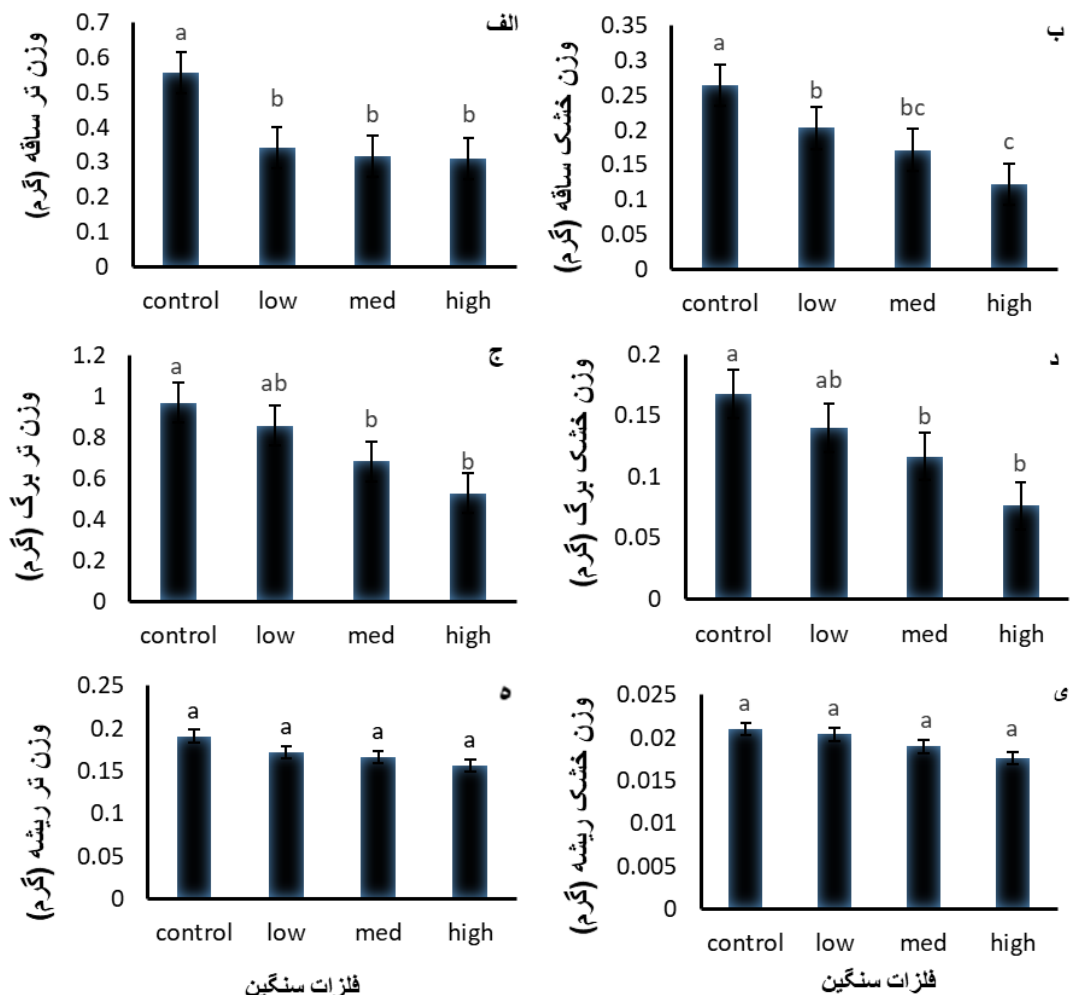 الف
وزن تر ساقه (گرم)
0.7
0.6
0.5
0.4
0.3
0.2
0.1
0
a
b
b
b
control low med high
ب
وزن خشک ساقه (گرم)
0.35
0.3
0.25
0.2
0.15
0.1
0.05
0
a
b
bc
c
control low med high
ج
وزن تر برگ (گرم)
1.2
1
0.8
0.6
0.4
0.2
0
a
ab
b
b
control low med high
د
وزن خشک برگ (گرم)
0.2
0.15
0.1
0.05
0
a
ab
b
b
control low med high
ه
وزن تر ریشه (گرم)
0.25
0.2
0.15
0.1
0.05
0
a
a
a
a
control low med high
فلزات سنگین
ی
وزن خشک ریشه (گرم)
0.025
0.02
0.015
0.01
0.005
0
a
a
a
a
control low med high
فلزات سنگین